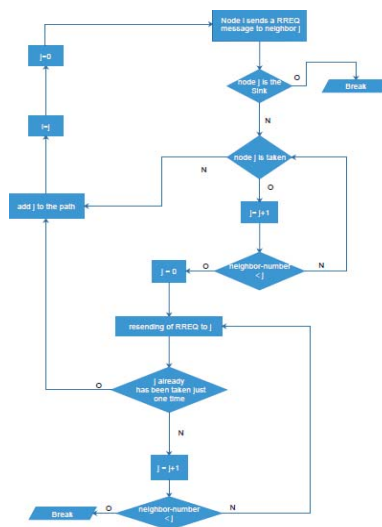 Node i sends a RREQ
message to neighbor j
j=0
node j is the
Sink
O
Break
N
i=j
node j is taken
N
O
add j to the path
j= j+1
neighbor-number
< j
O
N
j = 0
resending of RREQ to j
j already
has been taken just
one time
O
N
j = j+1
neighbor-number
< j
O
N
Break